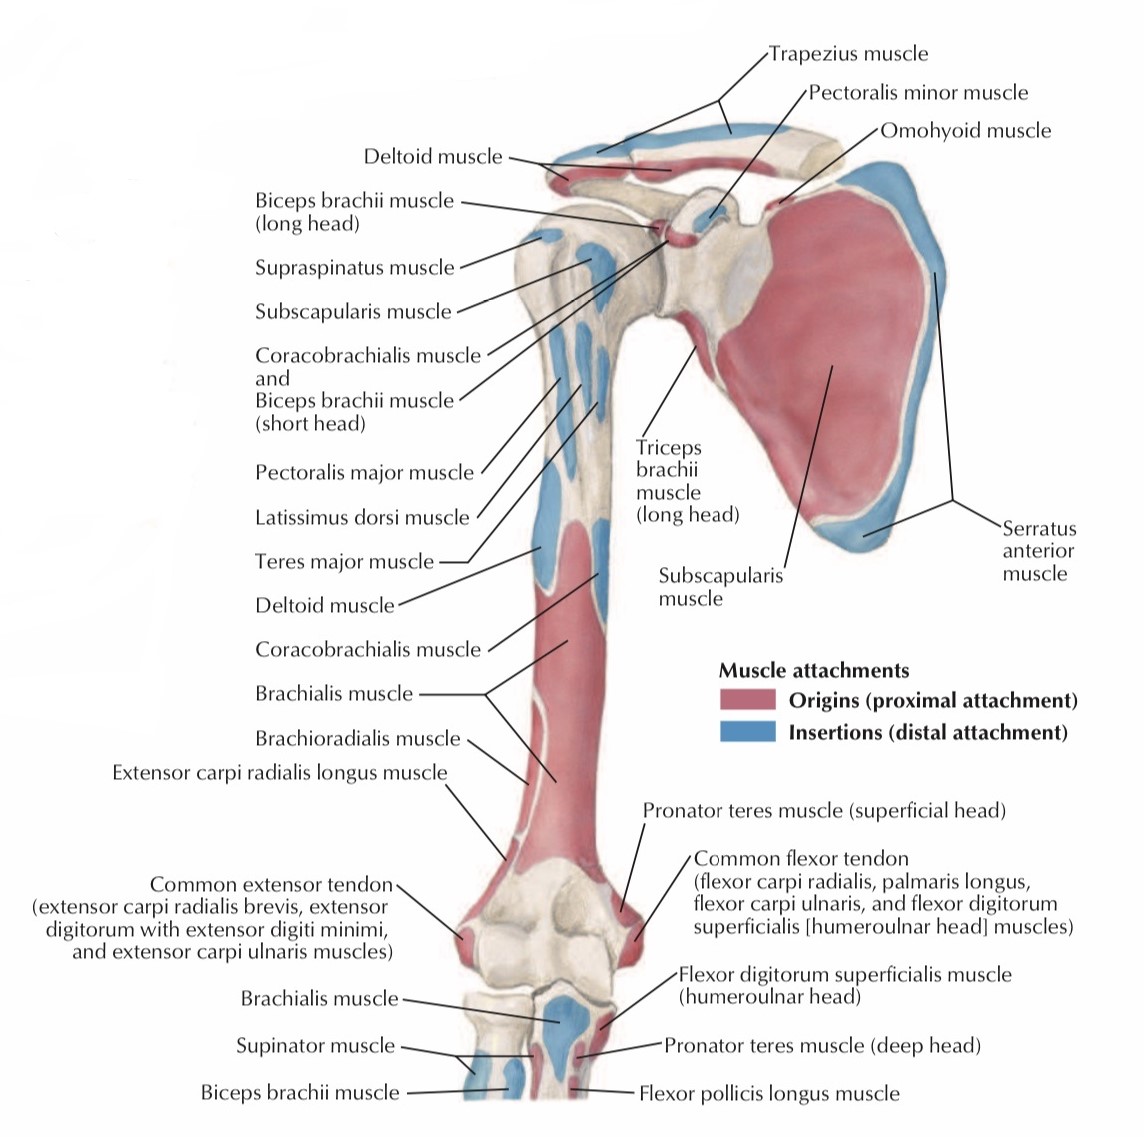 Trapezius muscle
Pectoralis minor muscle
Omohyoid muscle
Deltoid muscle
Biceps brachii muscle
(long head)
Supraspinatus muscle
Subscapularis muscle
Coracobrachialis muscle
and
Biceps brachii muscle
(short head)
Pectoralis major muscle
Latissimus dorsi muscle
Teres major muscle
Deltoid muscle
Coracobrachialis muscle
Brachialis muscle
Brachioradialis muscle
Extensor carpi radialis longus muscle
Common extensor tendon
(extensor carpi radialis brevis, extensor
digitorum with extensor digiti minimi,
and extensor carpi ulnaris muscles)
Brachialis muscle
Supinator muscle
Biceps brachii muscle
Triceps
brachii
muscle
(long head)
Subscapularis
muscle
Serratus
anterior
muscle
Muscle attachments
Origins (proximal attachment)
Insertions (distal attachment)
Pronator teres muscle (superficial head)
Common flexor tendon
(flexor carpi radialis, palmaris longus,
flexor carpi ulnaris, and flexor digitorum
superficialis [humeroulnar head] muscles)
Flexor digitorum superficialis muscle
(humeroulnar head)
Pronator teres muscle (deep head)
Flexor pollicis longus muscle